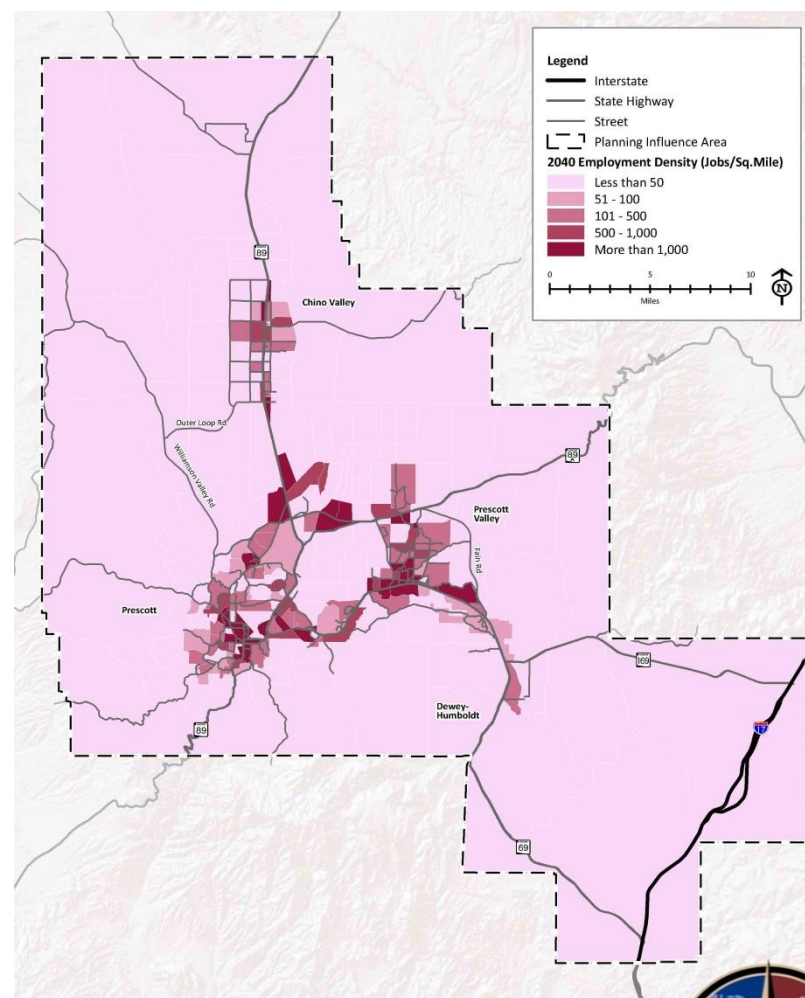 Legend
Interstate
State Highway
Street
Planning Influence Area
2040 Employment Density (Jobs/Sq.Mile)
Less than 50
51 - 100
101 - 500
500 - 1,000
More than 1,000
0 5 10
Miles
N
89
Chino Valley
Outer Loop Rd
Williamson Valley Rd
89
Prescott
Valley
Fain Rd
Prescott
169
Dewey-
Humboldt
89
17
69